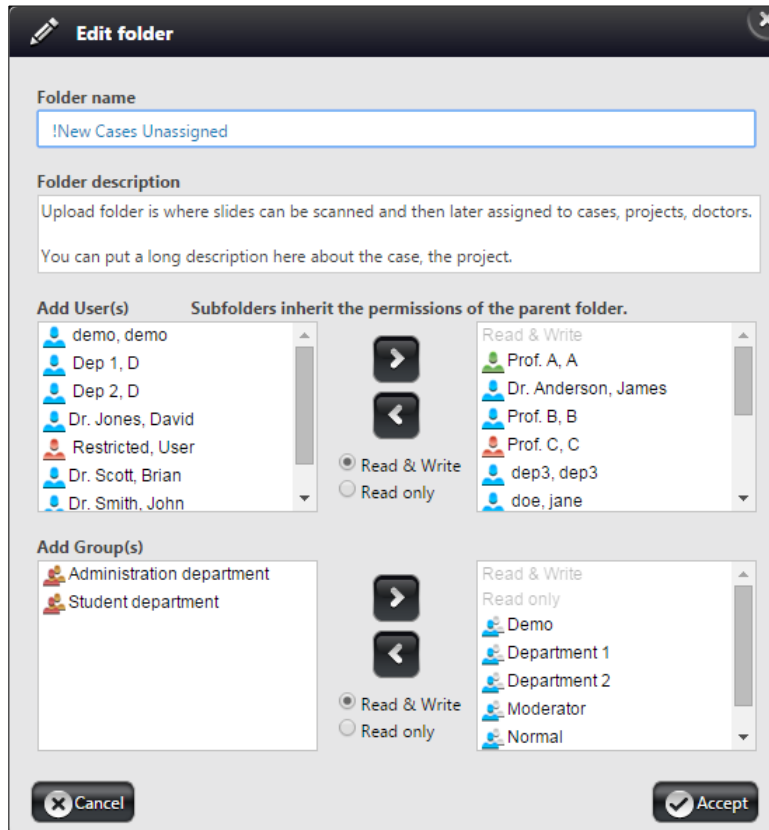 Edit folder
Folder name
!New Cases Unassigned
Folder description
Upload folder is where slides can be scanned and then later assigned to cases, projects, doctors.
You can put a long description here about the case, the project.
Add User(s) Subfolders inherit the permissions of the parent folder.
demo, demo
Dep 1, D
Dep 2, D
Dr. Jones, David
Restricted, User
Dr. Scott, Brian
Dr. Smith, John
Read & Write
Read only
Read & Write
Prof. A, A
Dr. Anderson, James
Prof. B, B
Prof. C, C
dep3, dep3
doe, jane
Add Group(s)
Administration department
Student department
Read & Write
Read only
Read & Write
Read only
Demo
Department 1
Department 2
Moderator
Normal
Cancel
Accept